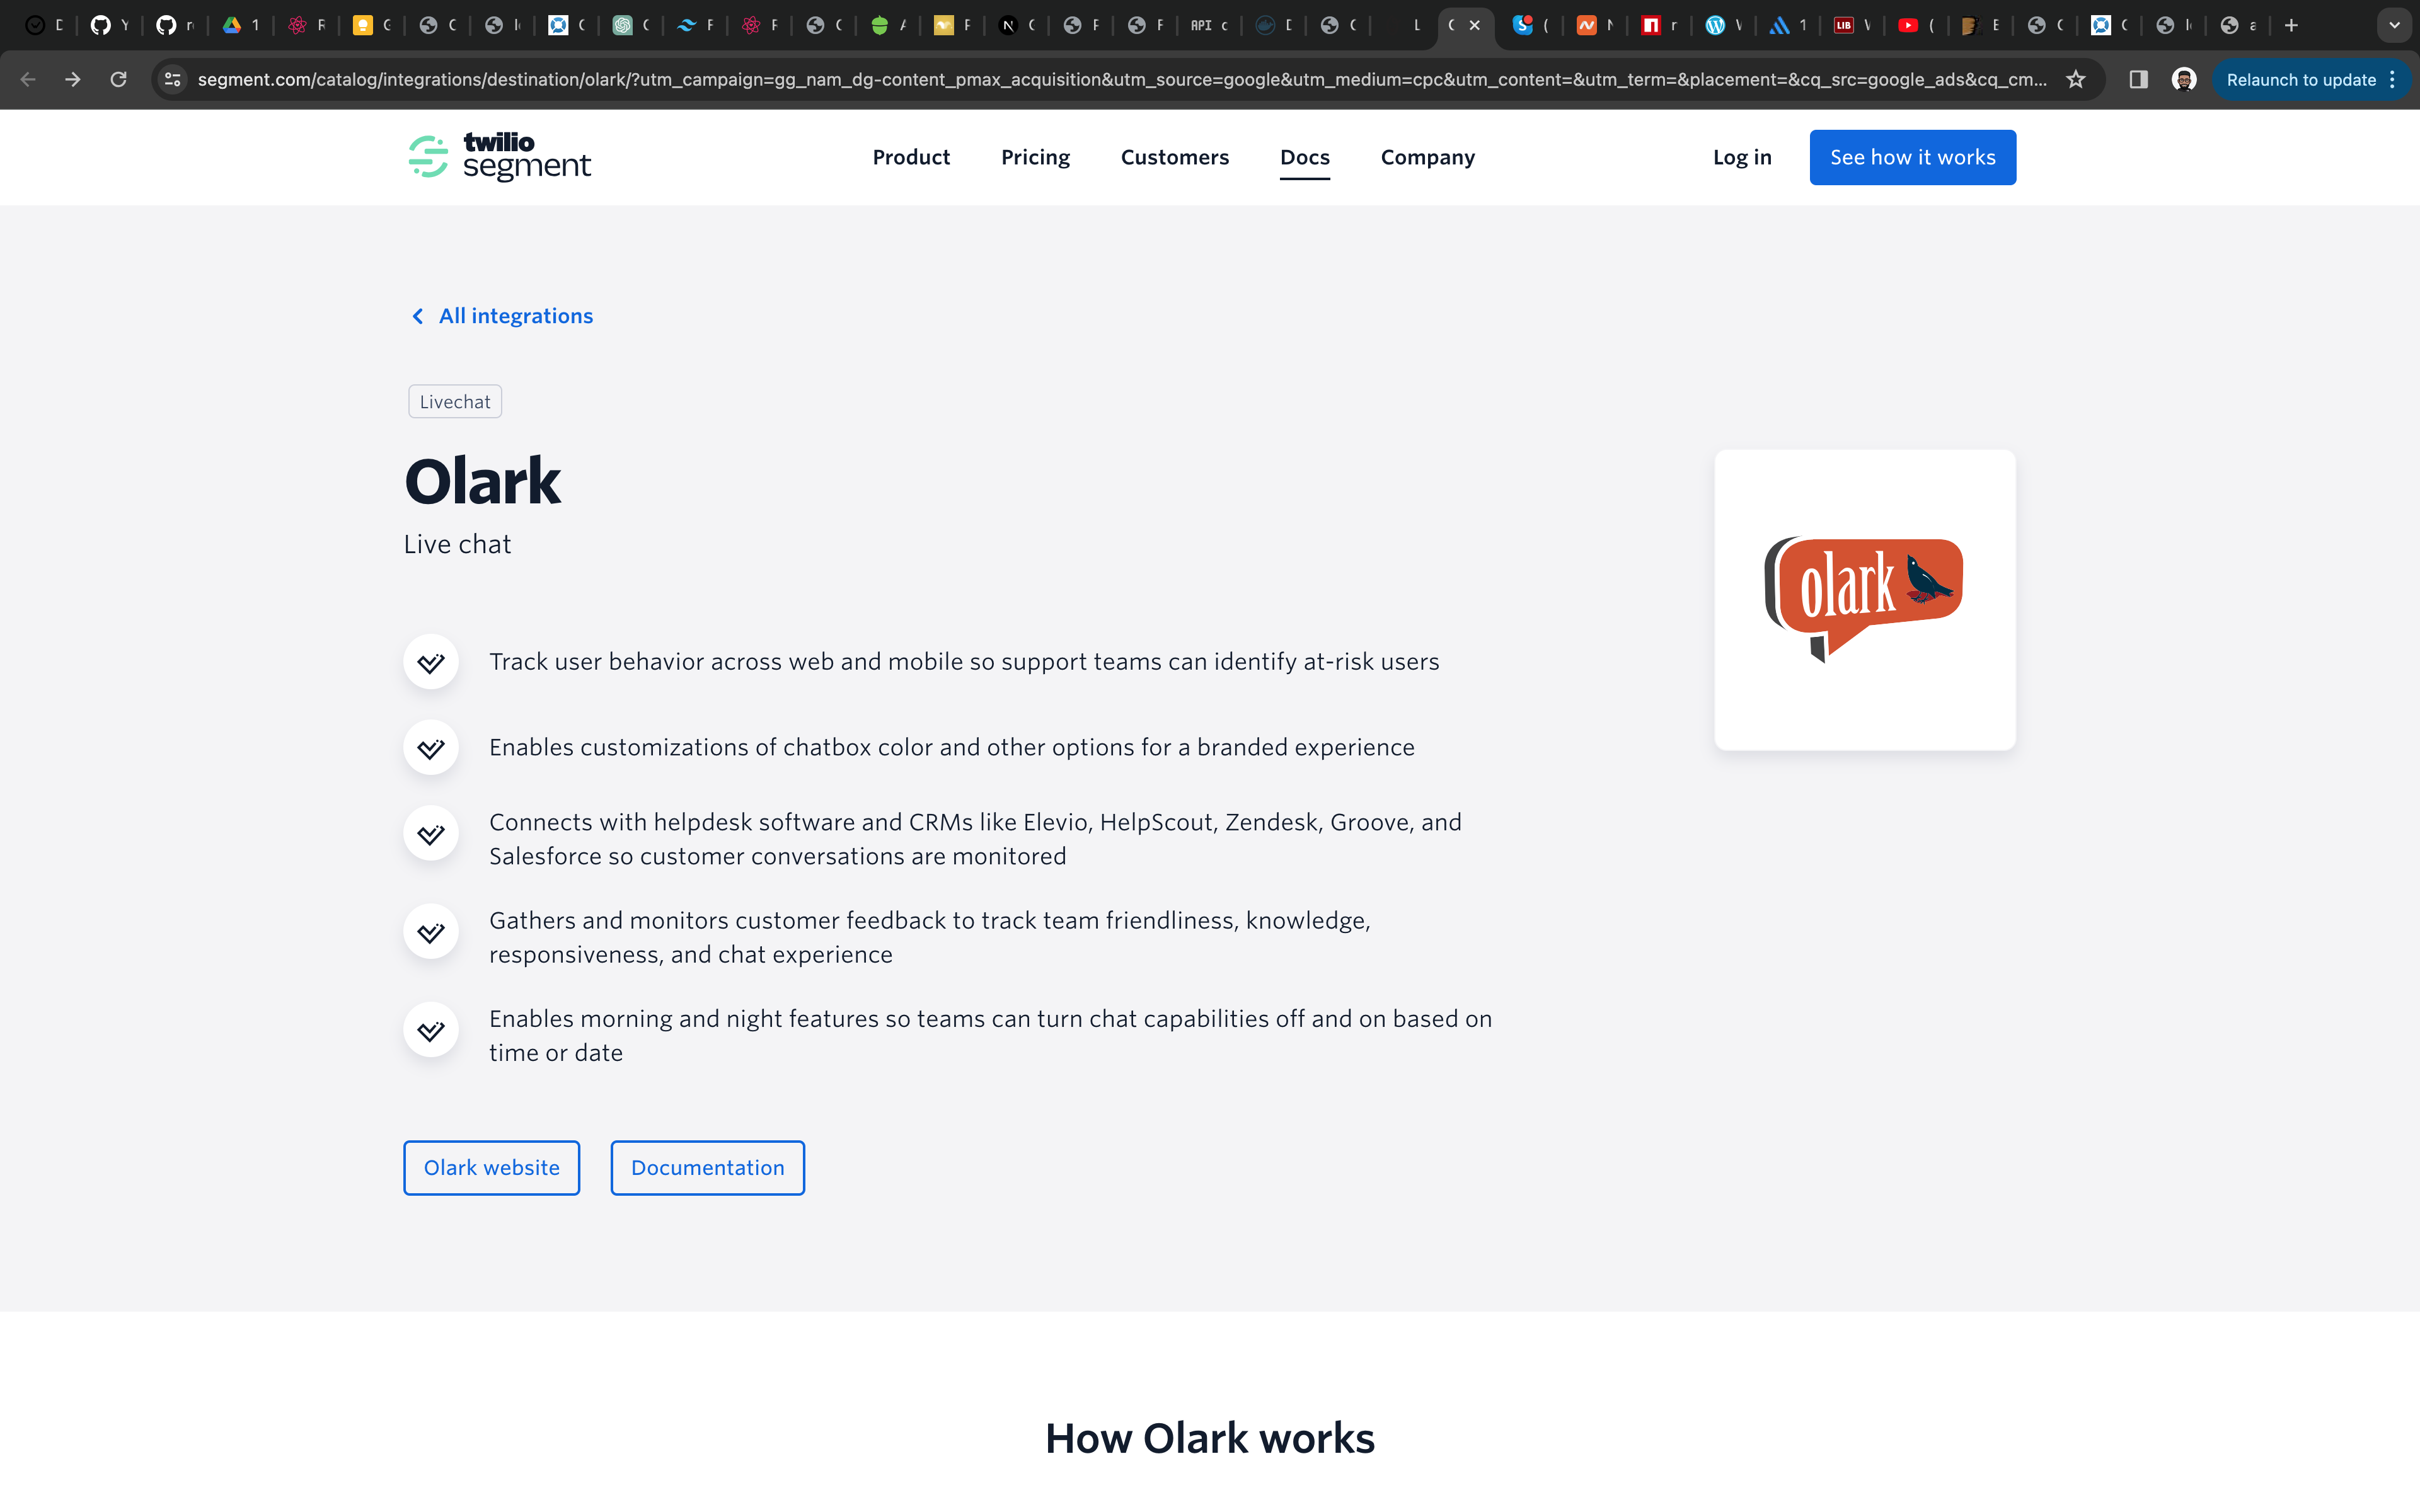 segment.com/catalog/integrations/destination/olark/?utm_campaign=gg_nam_dg-content_pmax_acquisition&utm_source=google&utm_medium=cpc&utm_content=&utm_term=&placement=&cq_src=google_ads&cq_cm...
Relaunch to update
twilio
segment
Product
Pricing
Customers
Docs
Company
Log in
See how it works
All integrations
Livechat
Olark
Live chat
olark
Track user behavior across web and mobile so support teams can identify at-risk users
Enables customizations of chatbox color and other options for a branded experience
Connects with helpdesk software and CRMs like Elevio, HelpScout, Zendesk, Groove, and
Salesforce so customer conversations are monitored
Gathers and monitors customer feedback to track team friendliness, knowledge,
responsiveness, and chat experience
Enables morning and night features so teams can turn chat capabilities off and on based on
time or date
Olark website
Documentation
How Olark works